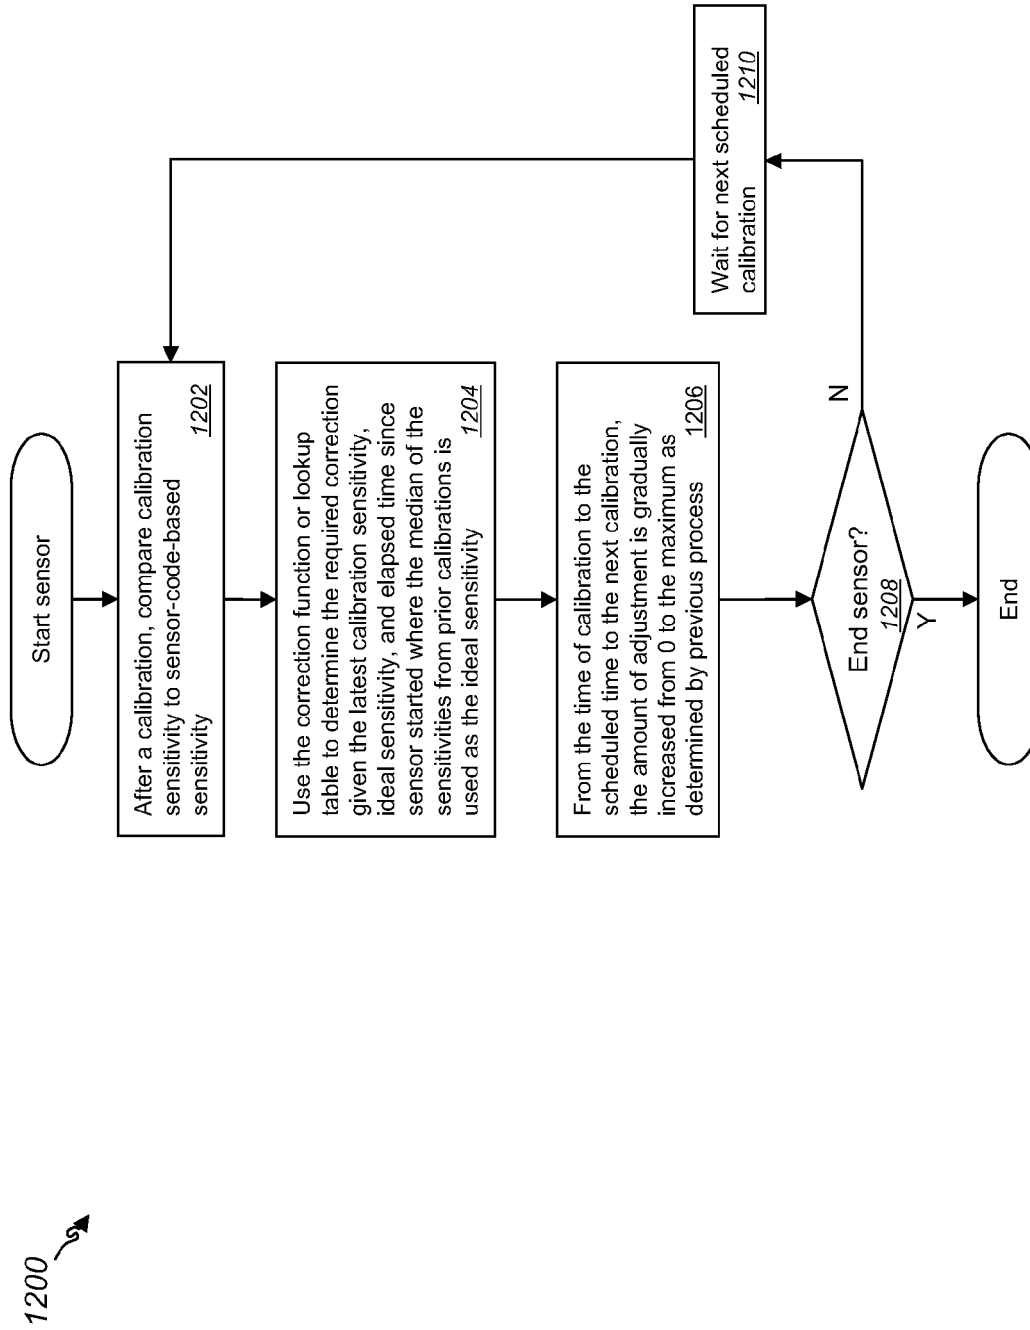 1200
Start sensor
After a calibration, compare calibration
sensitivity to sensor-code-based
sensitivity
1202
Use the correction function or lookup
table to determine the required correction
given the latest calibration sensitivity,
ideal sensitivity, and elapsed time since
sensor started where the median of the
sensitivities from prior calibrations is
used as the ideal sensitivity
1204
From the time of calibration to the
scheduled time to the next calibration,
the amount of adjustment is gradually
increased from 0 to the maximum as
determined by previous process
1206
End sensor?
1208
N
Y
Wait for next scheduled
calibration
1210
End